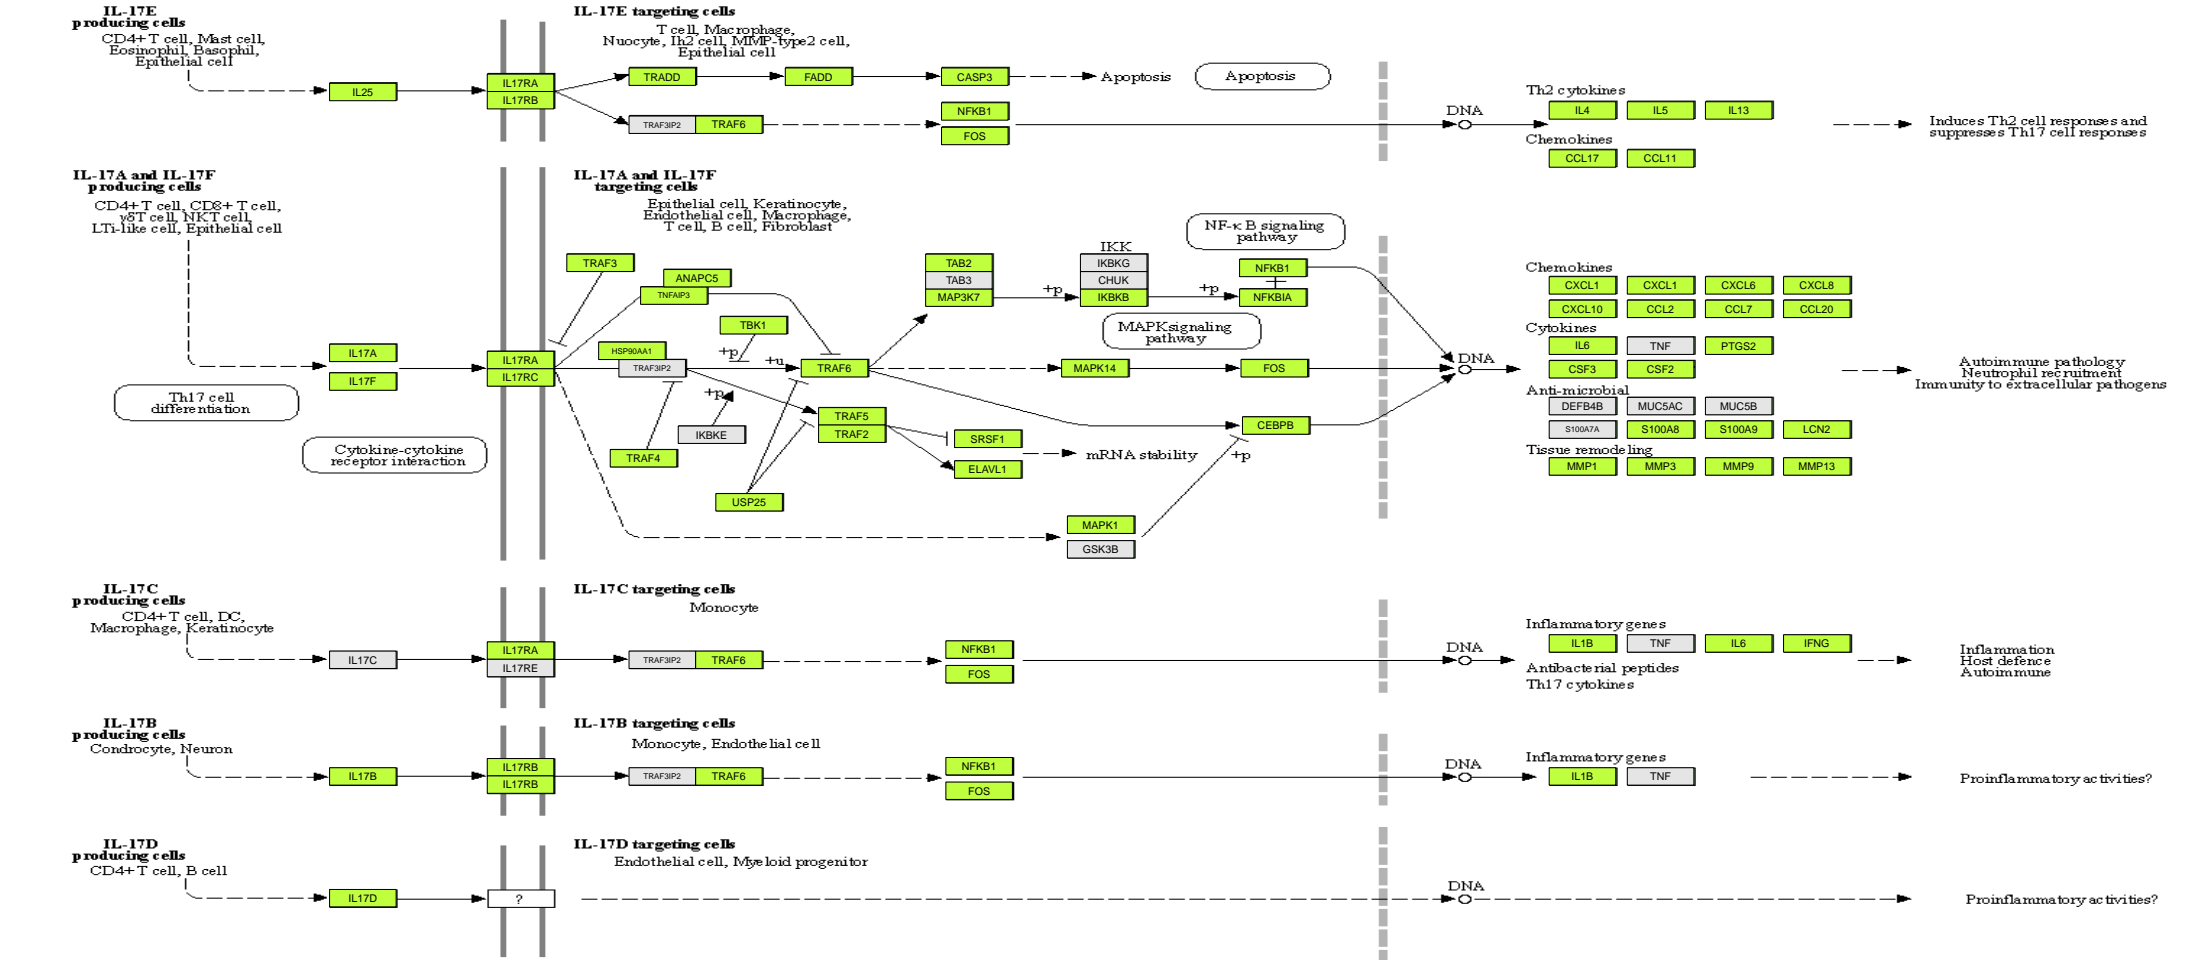 IL-17E
producing cells
CD4+ T cell, Mast cell,
Eosinophil, Basophil,
Epithelial cell
IL25
IL17RA
IL17RB
IL-17E targeting cells
T cell, Macrophage,
Nuocyte, Ih2 cell, MMP-type2 cell,
Epithelial cell
TRADD
FADD
CASP3
Apoptosis
Apoptosis
TRAF3IP2
TRAF6
NFKB1
FOS
DNA
Th2 cytokines
IL4
IL5
IL13
Chemokines
CCL17
CCL11
Induces Th2 cell responses and
suppresses Th17 cell responses
IL-17A and IL-17F
producing cells
CD4+ T cell, CD8+ T cell,
γδT cell, NKT cell,
LTi-like cell, Epithelial cell
IL17A
IL17F
Th17 cell
differentiation
Cytokine-cytokine
receptor interaction
IL17RA
IL17RC
IL-17A and IL-17F
targeting cells
Epithelial cell, Keratinocyte,
Endothelial cell, Macrophage,
T cell, B cell, Fibroblast
TRAF3
ANAPC5
TNFAIP3
TBK1
HSP90AA1
TRAF3IP2
+p
+u
TRAF6
+p
IKBKE
TRAF4
USP25
TRAF5
TRAF2
SRSF1
ELAVL1
mRNA stability
TAB2
TAB3
MAP3K7
+p
IKK
IKBKG
CHUK
IKBKB
+p
NF-κ B signaling
pathway
NFKB1
NFKBIA
MAPK signaling
pathway
MAPK14
FOS
CEBPB
+p
MAPK1
GSK3B
DNA
Chemokines
CXCL1
CXCL1
CXCL6
CXCL8
CXCL10
CCL2
CCL7
CCL20
Cytokines
IL6
TNF
PTGS2
CSF3
CSF2
Anti-microbial
DEFB4B
MUC5AC
MUC5B
S100A7A
S100A8
S100A9
LCN2
Tissue remodeling
MMP1
MMP3
MMP9
MMP13
Autoimmune pathology
Neutrophil recruitment
Immunity to extracellular pathogens
IL-17C
producing cells
CD4+ T cell, DC,
Macrophage, Keratinocyte
IL17C
IL17RA
IL17RE
IL-17C targeting cells
Monocyte
TRAF3IP2
TRAF6
NFKB1
FOS
DNA
Inflammatory genes
IL1B
TNF
IL6
IFNG
Antibacterial peptides
Th17 cytokines
Inflammation
Host defence
Autoimmune
IL-17B
producing cells
Condrocyte, Neuron
IL17B
IL17RB
IL17RB
IL-17B targeting cells
Monocyte, Endothelial cell
TRAF3IP2
TRAF6
NFKB1
FOS
DNA
Inflammatory genes
IL1B
TNF
Proinflammatory activities?
IL-17D
producing cells
CD4+ T cell, B cell
IL17D
?
IL-17D targeting cells
Endothelial cell, Myeloid progenitor
DNA
Proinflammatory activities?